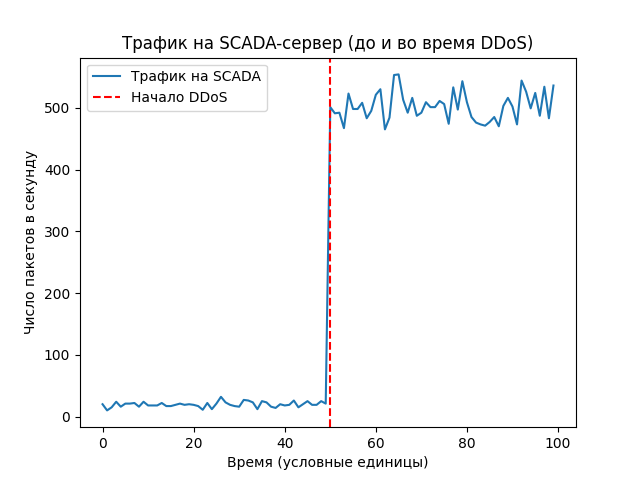 Трафик на SCADA-сервер (до и во время DDoS)
Трафик на SCADA
Начало DDoS
Число пакетов в секунду
500
400
300
200
100
0
0 20 40 60 80 100
Время (условные единицы)